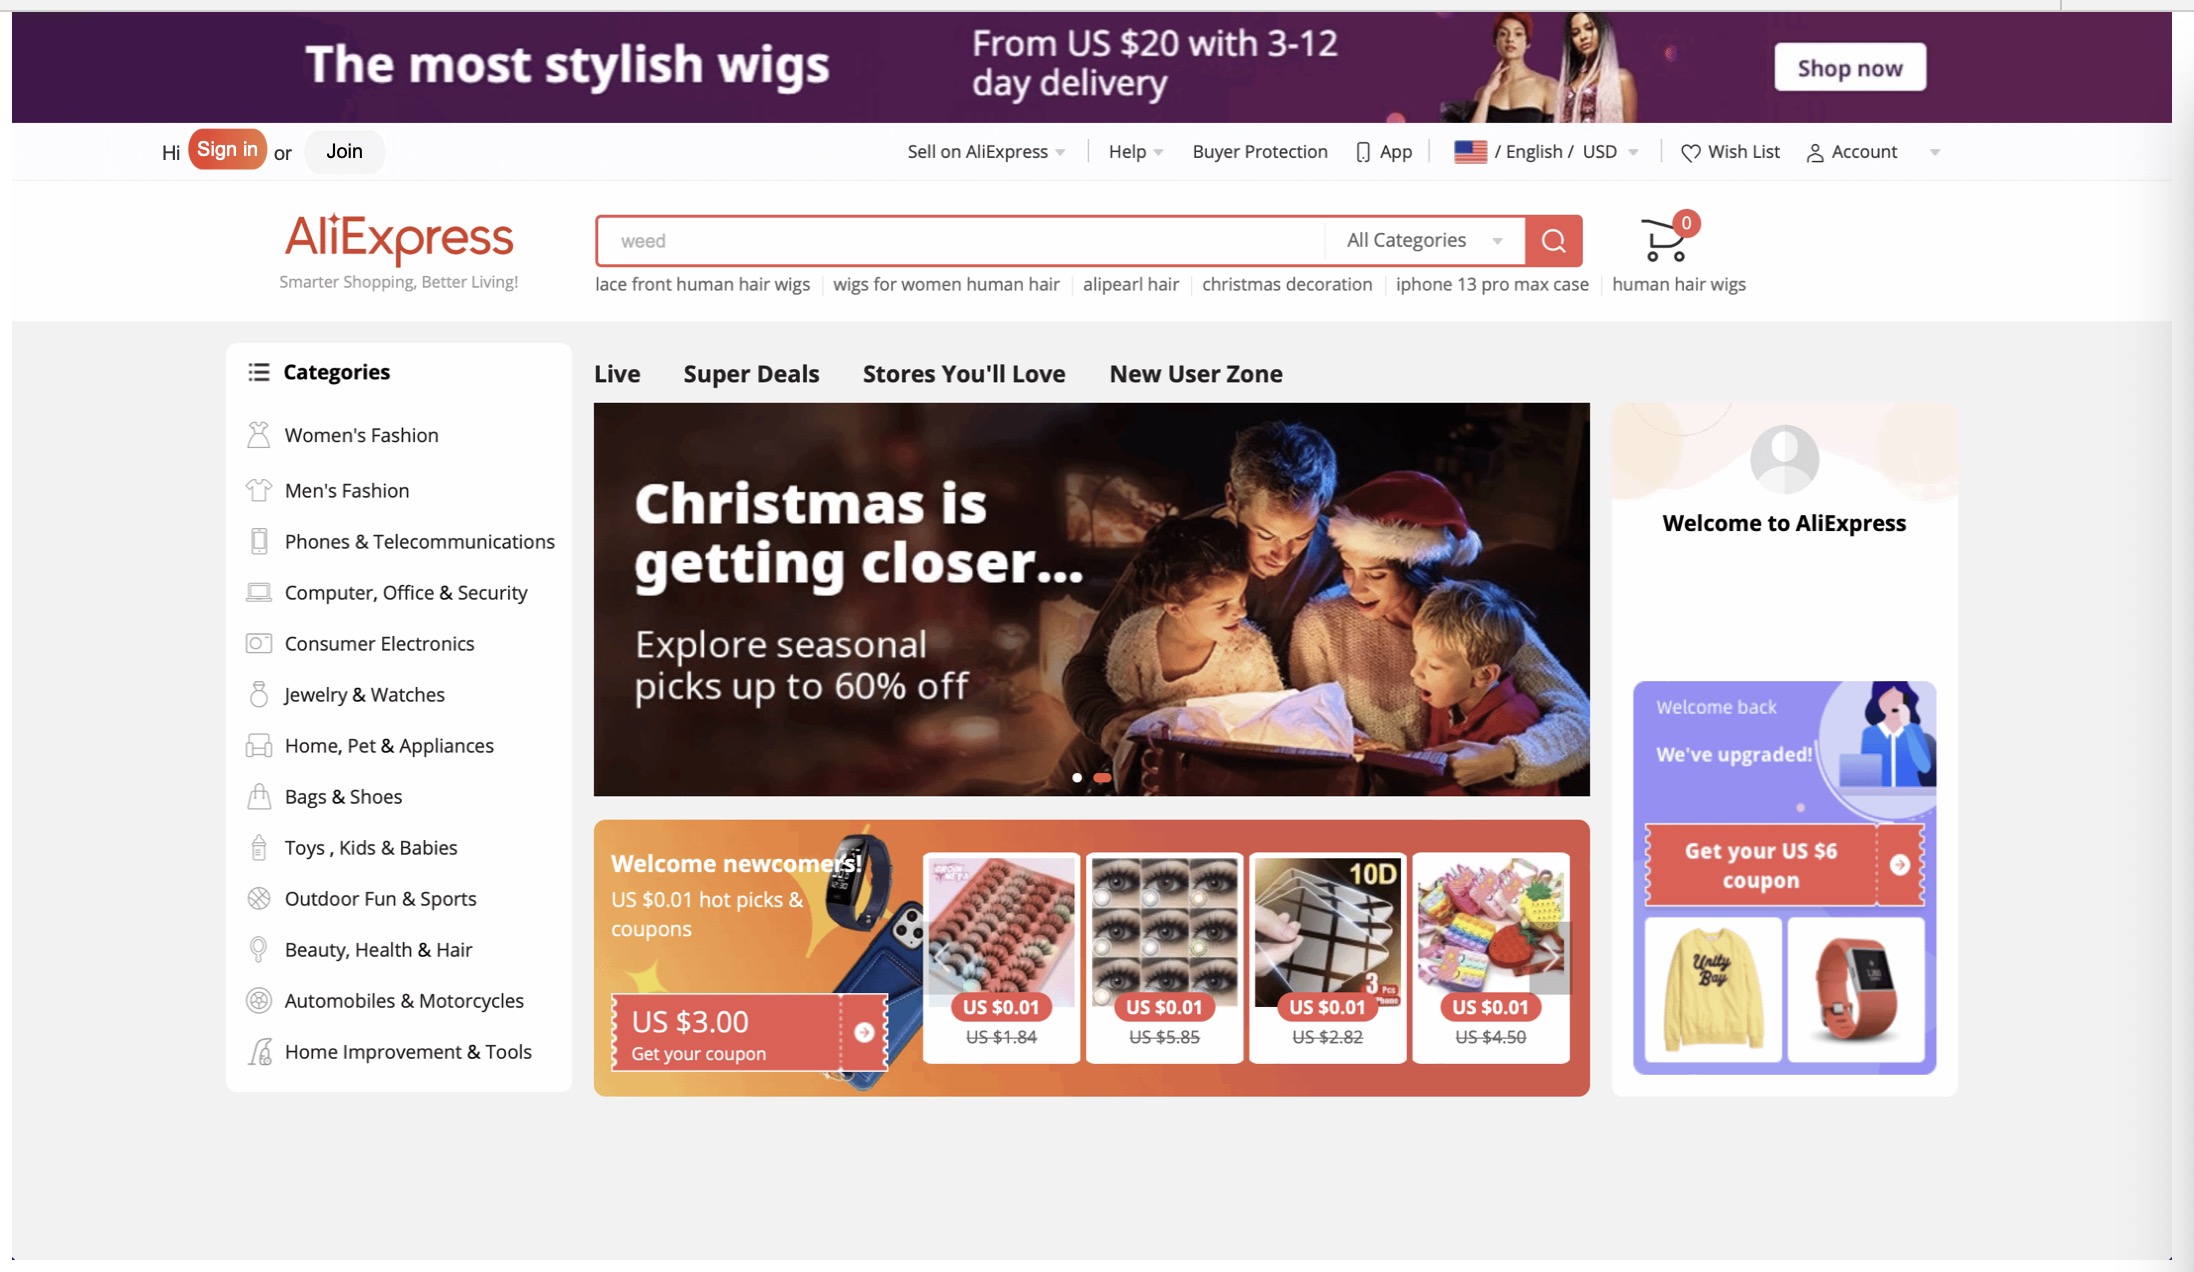 The most stylish wigs
From US $20 with 3-12
day delivery
Shop now
Hi Sign in or Join
Sell on AliExpress
Help
Buyer Protection
App
/ English / USD
Wish List
Account
AliExpress
Smarter Shopping, Better Living!
weed
All Categories
0
lace front human hair wigs
wigs for women human hair
alipearl hair
christmas decoration
iphone 13 pro max case
human hair wigs
Categories
Women's Fashion
Men's Fashion
Phones & Telecommunications
Computer, Office & Security
Consumer Electronics
Jewelry & Watches
Home, Pet & Appliances
Bags & Shoes
Toys , Kids & Babies
Outdoor Fun & Sports
Beauty, Health & Hair
Automobiles & Motorcycles
Home Improvement & Tools
Live
Super Deals
Stores You'll Love
New User Zone
Christmas is
getting closer...
Explore seasonal
picks up to 60% off
Welcome newcomers!
US $0.01 hot picks &
coupons
US $3.00
Get your coupon
US $0.01
US $1.84
US $0.01
US $5.85
10D
3 Pcs
Phone
US $0.01
US $2.82
US $0.01
US $4.50
Welcome to AliExpress
Welcome back
We've upgraded!
Get your US $6
coupon
Unity
Bay